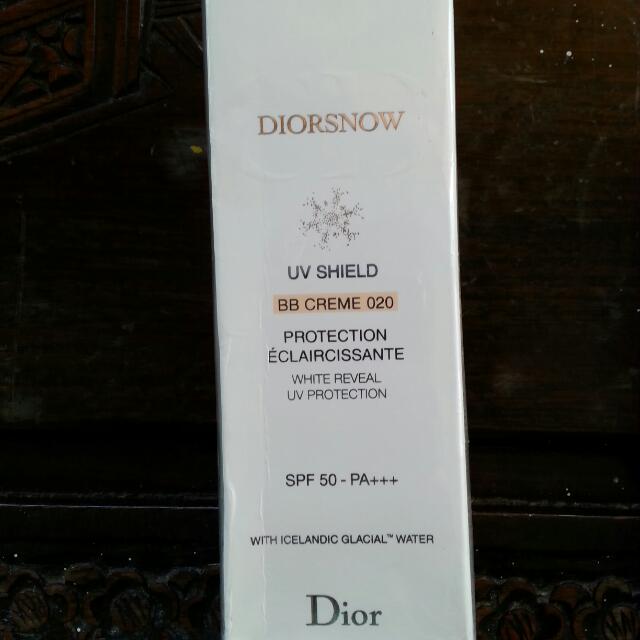 DIORSNOW
UV SHIELD
BB CREME 020
PROTECTION
ÉCLAIRCISSANTE
WHITE REVEAL
UV PROTECTION
SPF 50 - PA+++
WITH ICELANDIC GLACIAL™ WATER
Dior